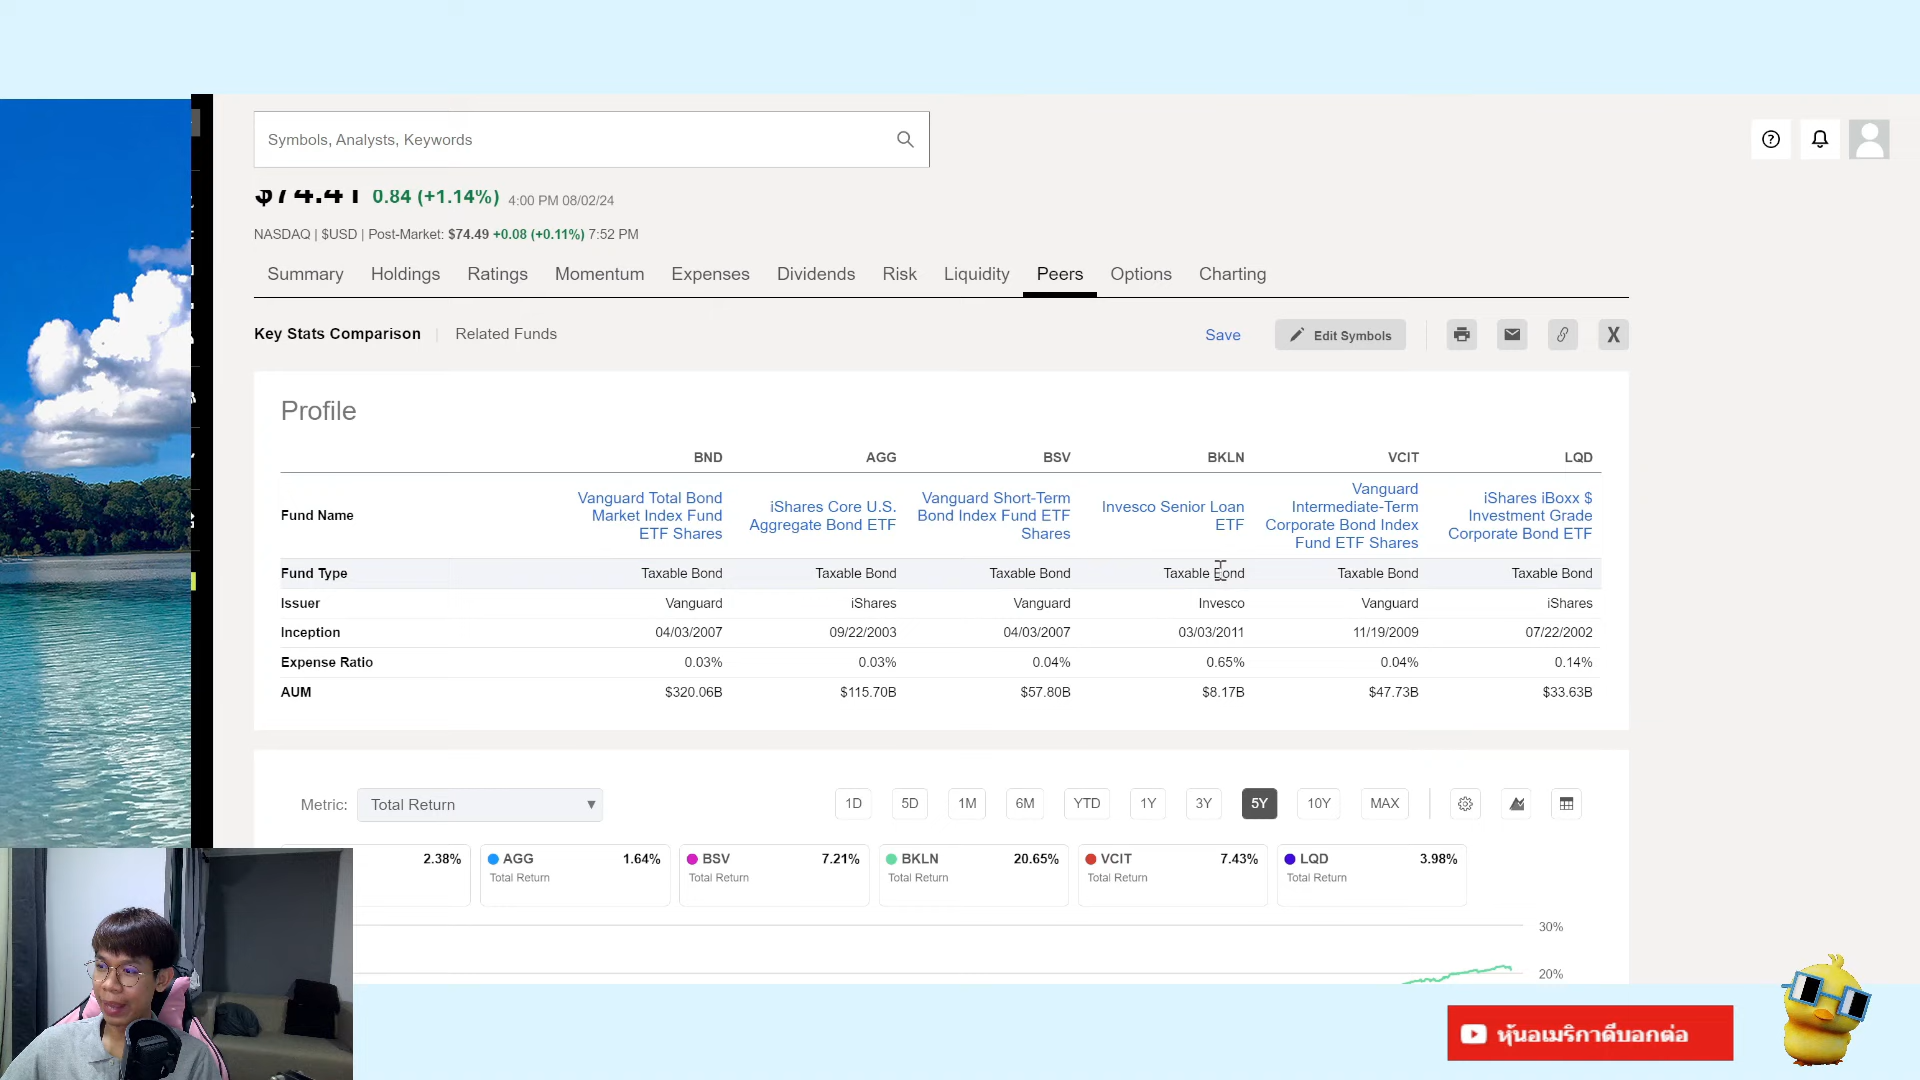 Symbols, Analysts, Keywords
$74.41 0.84 (+1.14%) 4:00 PM 08/02/24
NASDAQ | $USD | Post-Market: $74.49 +0.08 (+0.11%) 7:52 PM
Summary Holdings Ratings Momentum Expenses Dividends Risk Liquidity Peers Options Charting
Key Stats Comparison Related Funds Save Edit Symbols
Profile
BND AGG BSV BKLN VCIT LQD
Fund Name
Vanguard Total Bond
Market Index Fund
ETF Shares
iShares Core U.S.
Aggregate Bond ETF
Vanguard Short-Term
Bond Index Fund ETF
Shares
Invesco Senior Loan
ETF
Vanguard
Intermediate-Term
Corporate Bond Index
Fund ETF Shares
iShares iBoxx $
Investment Grade
Corporate Bond ETF
Fund Type Taxable Bond Taxable Bond Taxable Bond Taxable Bond Taxable Bond Taxable Bond
Issuer Vanguard iShares Vanguard Invesco Vanguard iShares
Inception 04/03/2007 09/22/2003 04/03/2007 03/03/2011 11/19/2009 07/22/2002
Expense Ratio 0.03% 0.03% 0.04% 0.65% 0.04% 0.14%
AUM $320.06B $115.70B $57.80B $8.17B $47.73B $33.63B
Metric: Total Return 1D 5D 1M 6M YTD 1Y 3Y 5Y 10Y MAX
2.38% AGG 1.64% BSV 7.21% BKLN 20.65% VCIT 7.43% LQD 3.98%
Total Return Total Return Total Return Total Return Total Return
30%
20%
หุ้นอเมริกาดีบอกต่อ